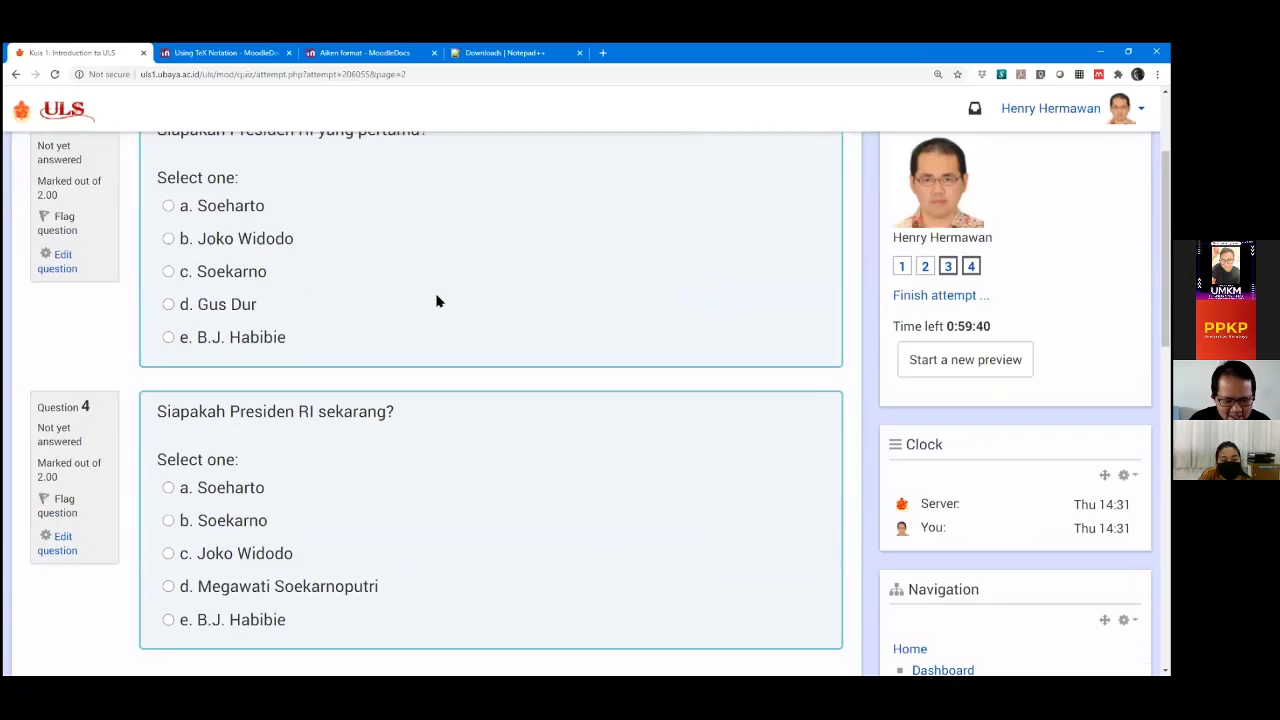 Kuis 1: Introduction to ULS
Using TeX Notation - MoodleDo
Aiken format - MoodleDocs
Downloads | Notepad++
Not secure
uls1.ubaya.ac.id/uls/mod/quiz/attempt.php?attempt=206055&page=2
ULS
Henry Hermawan
Siapakah Presiden RI yang pertama?
Not yet
answered
Marked out of
2.00
Flag
question
Edit
question
Select one:
a. Soeharto
b. Joko Widodo
c. Soekarno
d. Gus Dur
e. B.J. Habibie
Question 4
Not yet
answered
Marked out of
2.00
Flag
question
Edit
question
Siapakah Presiden RI sekarang?
Select one:
a. Soeharto
b. Soekarno
c. Joko Widodo
d. Megawati Soekarnoputri
e. B.J. Habibie
Henry Hermawan
1 2 3 4
Finish attempt ...
Time left 0:59:40
Start a new preview
Clock
Server: Thu 14:31
You: Thu 14:31
Navigation
Home
Dashboard
UMKM
PPKP